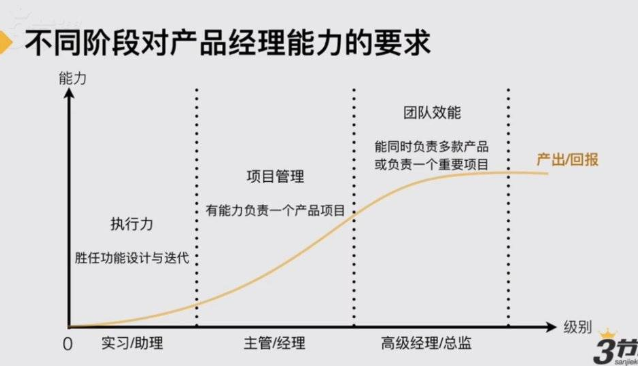 不同阶段对产品经理能力的要求
能力
团队效能
能同时负责多款产品
或负责一个重要项目
产出/回报
项目管理
有能力负责一个产品项目
执行力
胜任功能设计与迭代
级别
0
实习/助理
主管/经理
高级经理/总监
3节
sanjiek